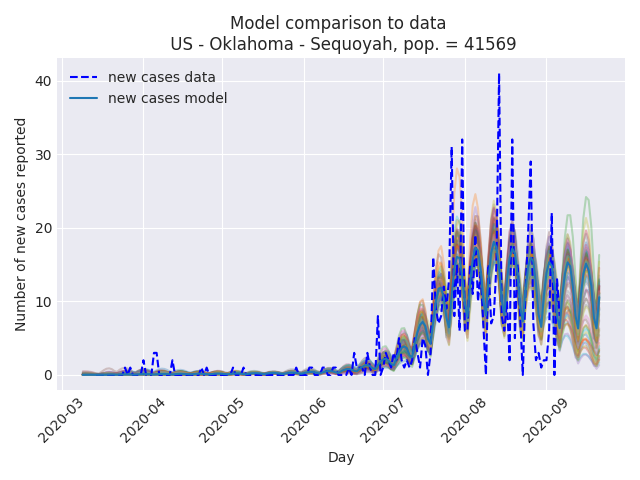 Model comparison to data
US - Oklahoma - Sequoyah, pop. = 41569
new cases data
new cases model
Number of new cases reported
40
30
20
10
0
2020-03
2020-04
2020-05
2020-06
2020-07
2020-08
2020-09
Day